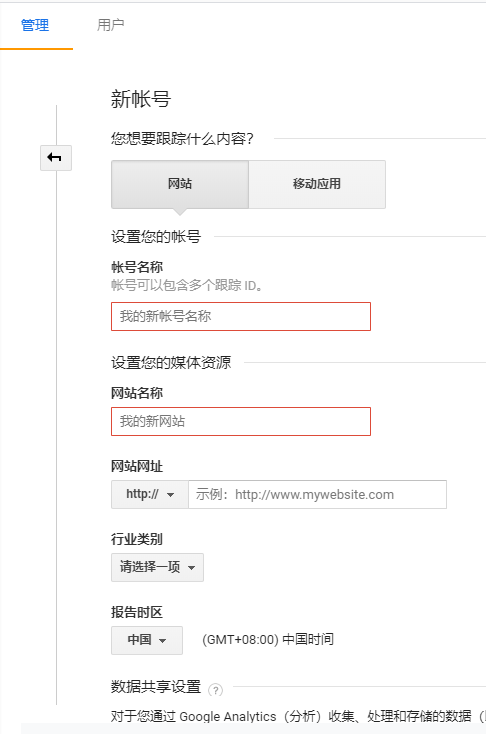 管理 用户
新帐号
您想要跟踪什么内容？
网站 移动应用
设置您的帐号
帐号名称
帐号可以包含多个跟踪 ID。
我的新帐号名称
设置您的媒体资源
网站名称
我的新网站
网站网址
http:// 示例：http://www.mywebsite.com
行业类别
请选择一项
报告时区
中国 (GMT+08:00) 中国时间
数据共享设置 ?
对于您通过 Google Analytics（分析）收集、处理和存储的数据（